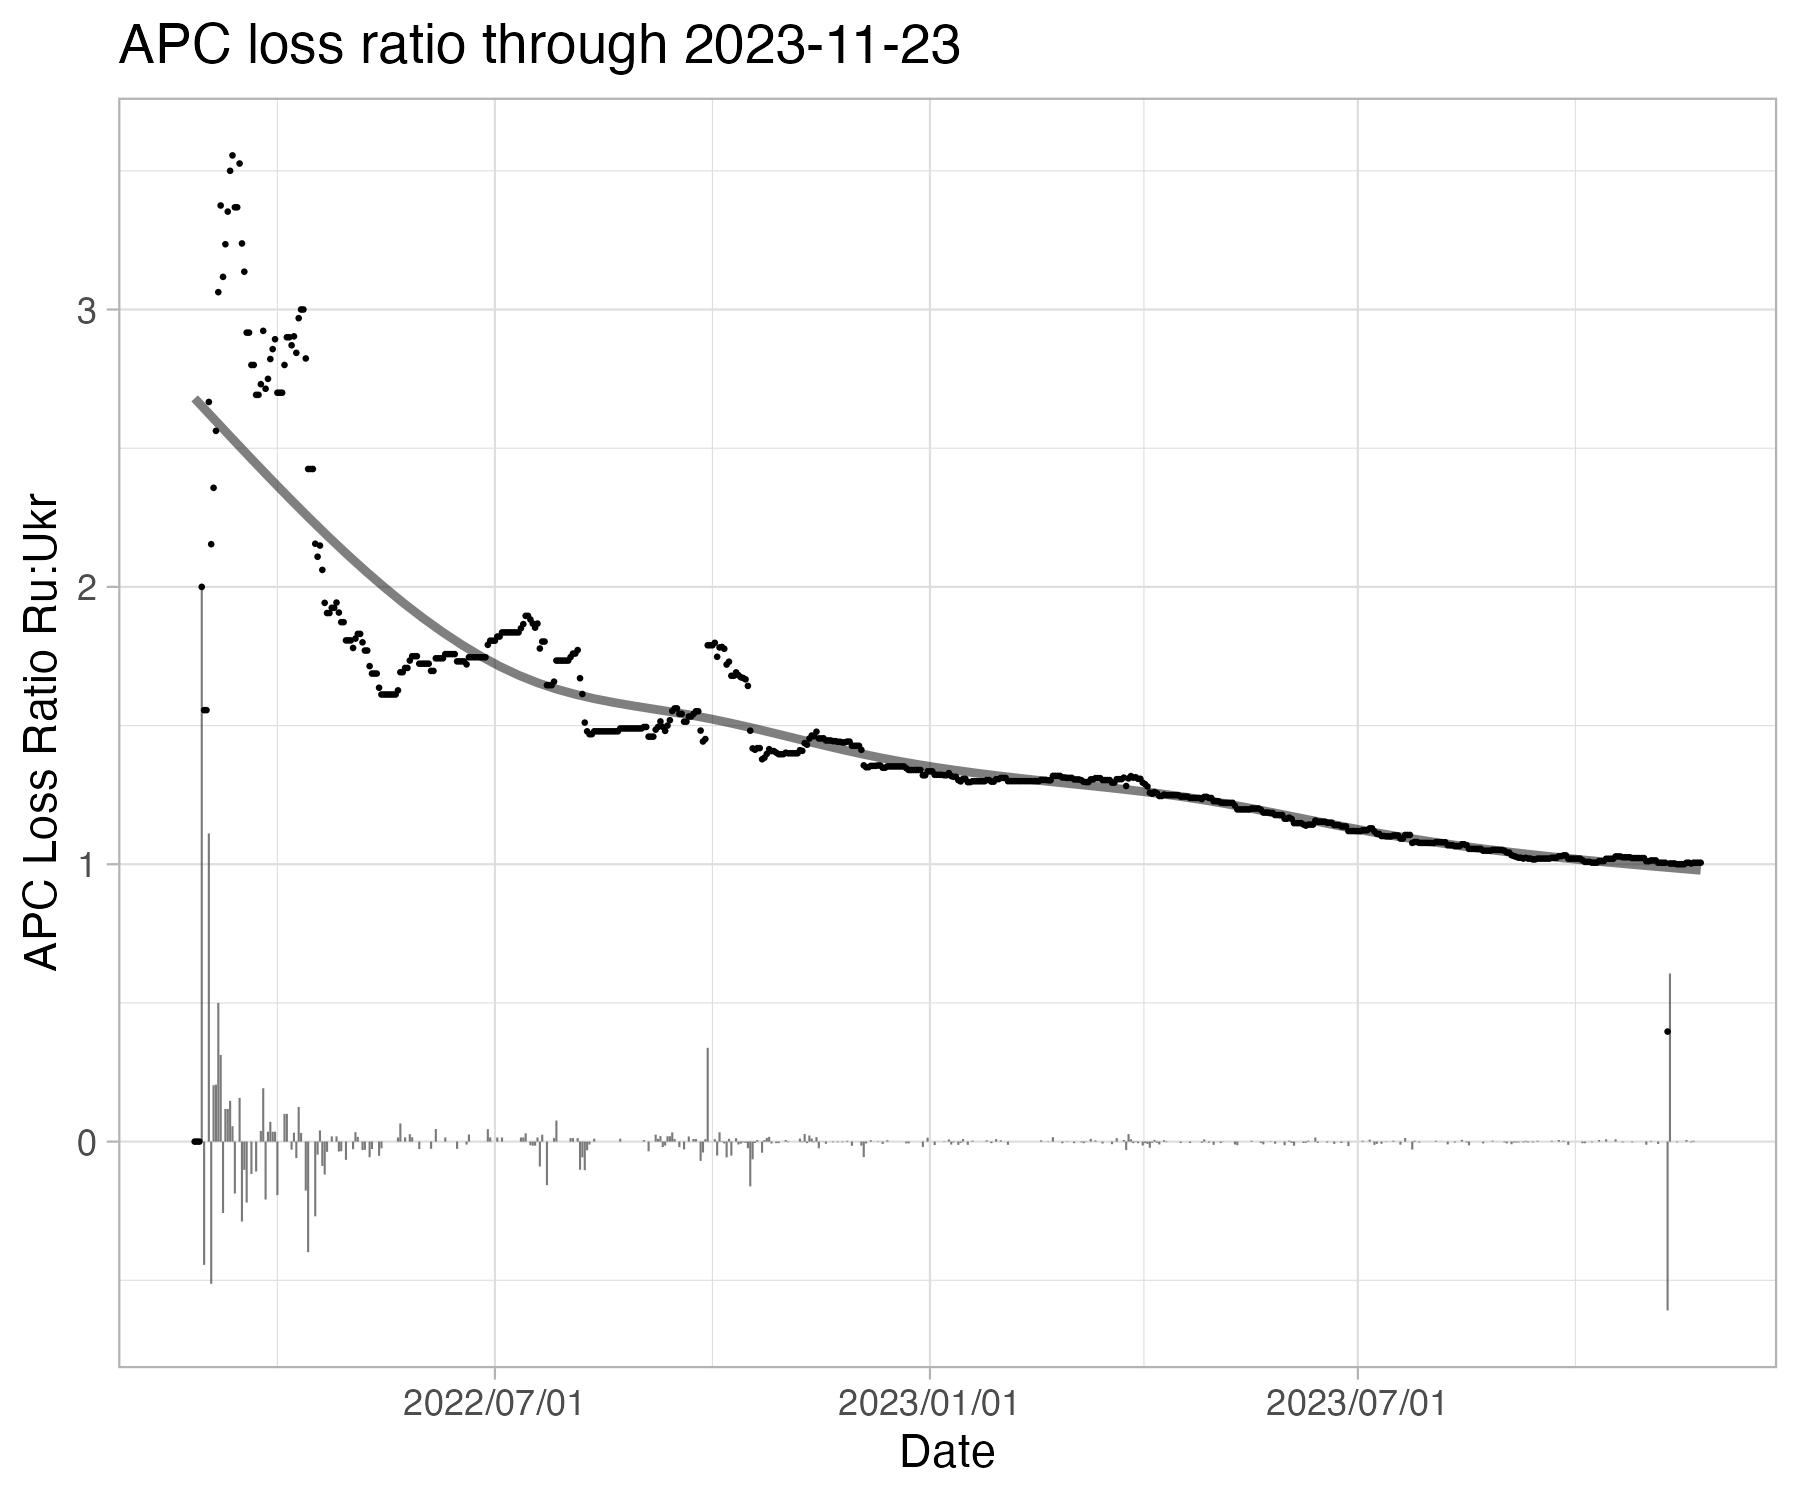 APC loss ratio through 2023-11-23
APC Loss Ratio Ru:Ukr
3
2
1
0
2022/07/01
2023/01/01
2023/07/01
Date